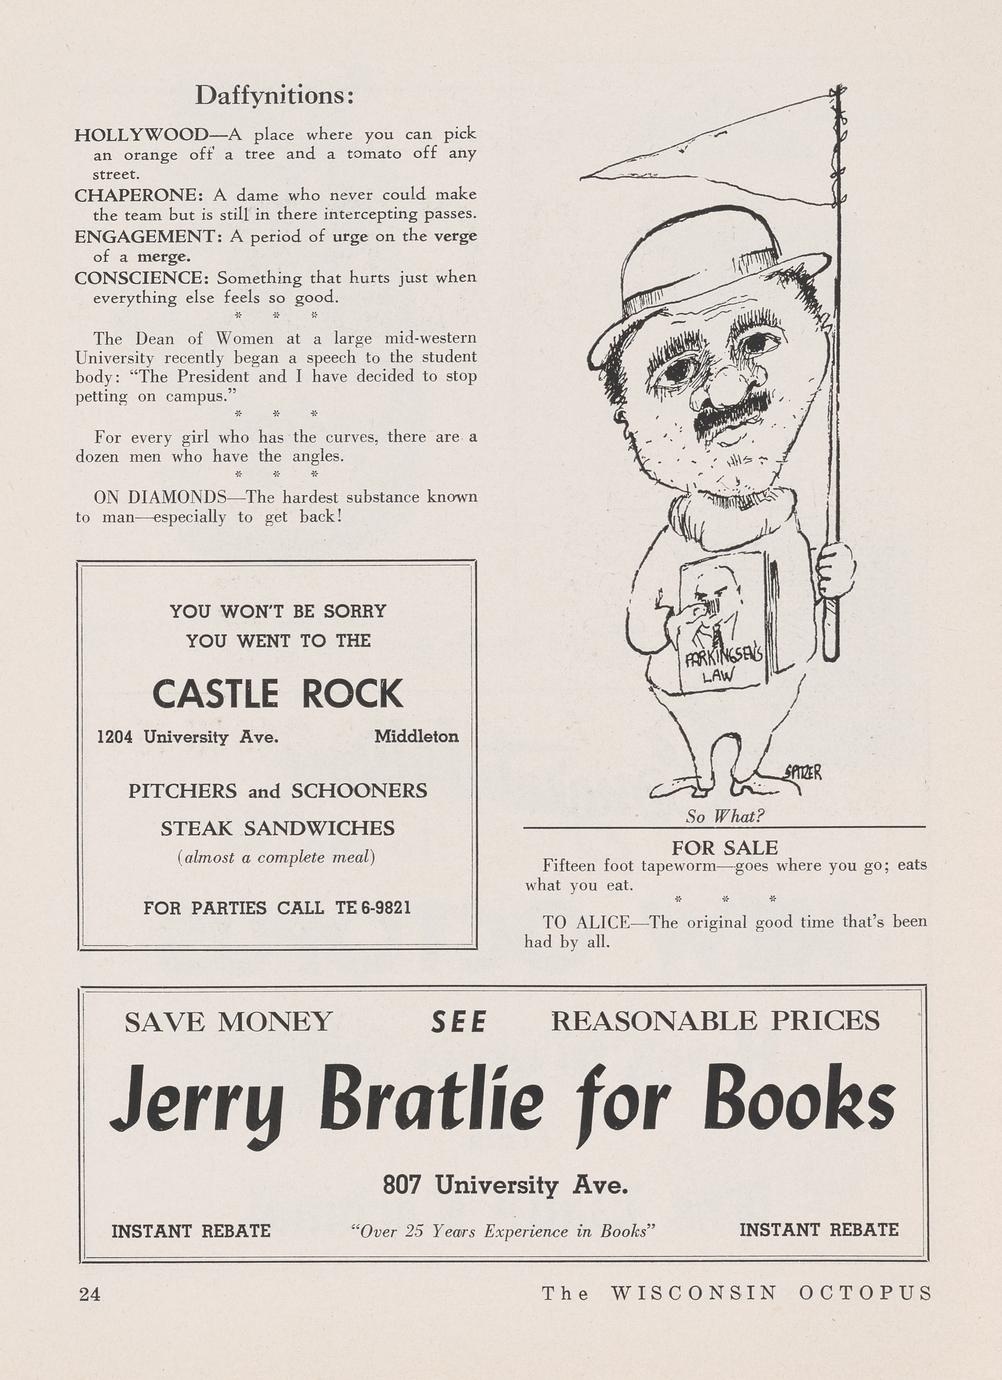 Daffynitions:
HOLLYWOOD—A place where you can pick
an orange off a tree and a tomato off any
street.
CHAPERONE: A dame who never could make
the team but is still in there intercepting passes.
ENGAGEMENT: A period of urge on the verge
of a merge.
CONSCIENCE: Something that hurts just when
everything else feels so good.
* * *
The Dean of Women at a large mid-western
University recently began a speech to the student
body: “The President and I have decided to stop
petting on campus.”
* * *
For every girl who has the curves, there are a
dozen men who have the angles.
* * *
ON DIAMONDS—The hardest substance known
to man—especially to get back!
YOU WON'T BE SORRY
YOU WENT TO THE
CASTLE ROCK
1204 University Ave. Middleton
PITCHERS and SCHOONERS
STEAK SANDWICHES
(almost a complete meal)
FOR PARTIES CALL TE 6-9821
PARKINGSEN'S
LAW
SPITZER
So What?
FOR SALE
Fifteen foot tapeworm—goes where you go; eats
what you eat.
* * *
TO ALICE—The original good time that's been
had by all.
SAVE MONEY SEE REASONABLE PRICES
Jerry Bratlie for Books
807 University Ave.
INSTANT REBATE “Over 25 Years Experience in Books” INSTANT REBATE
24 The WISCONSIN OCTOPUS